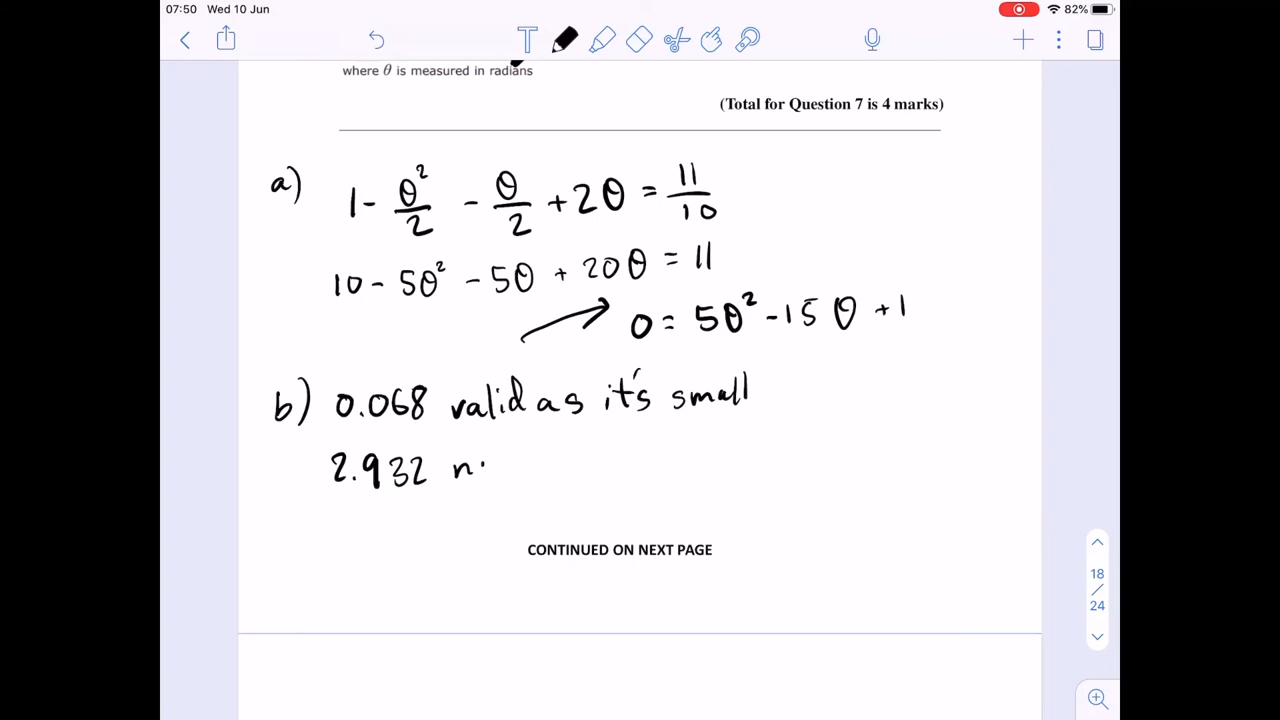 07:50 Wed 10 Jun 82%
T
where θ is measured in radians
(Total for Question 7 is 4 marks)
a) 1 - θ²/2 - θ/2 + 2θ = 11/10
10 - 5θ² - 5θ + 20θ = 11
0 = 5θ² - 15θ + 1
b) 0.068 valid as it's small
2.932 n
CONTINUED ON NEXT PAGE
18
/
24